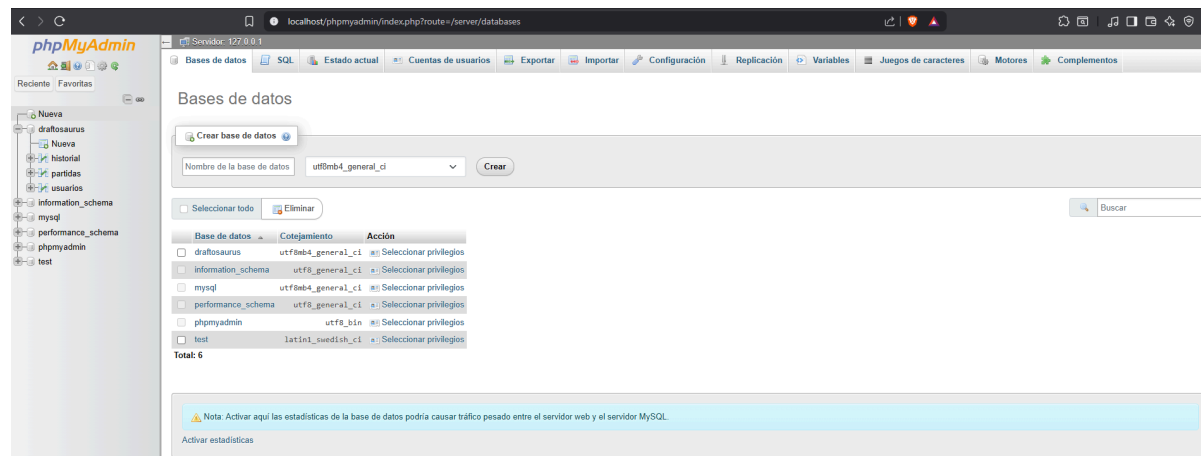 localhost/phpmyadmin/index.php?route=/server/databases
phpMyAdmin
Reciente Favoritas
Nueva
draftosaurus
Nueva
historial
partidas
usuarios
information_schema
mysql
performance_schema
phpmyadmin
test
Servidor: 127.0.0.1
Bases de datos SQL Estado actual Cuentas de usuarios Exportar Importar Configuración Replicación Variables Juegos de caracteres Motores Complementos
Bases de datos
Crear base de datos
Nombre de la base de datos utf8mb4_general_ci Crear
Seleccionar todo Eliminar Buscar
Base de datos Cotejamiento Acción
draftosaurus utf8mb4_general_ci Seleccionar privilegios
information_schema utf8_general_ci Seleccionar privilegios
mysql utf8mb4_general_ci Seleccionar privilegios
performance_schema utf8_general_ci Seleccionar privilegios
phpmyadmin utf8_bin Seleccionar privilegios
test latin1_swedish_ci Seleccionar privilegios
Total: 6
Nota: Activar aquí las estadísticas de la base de datos podría causar tráfico pesado entre el servidor web y el servidor MySQL.
Activar estadísticas